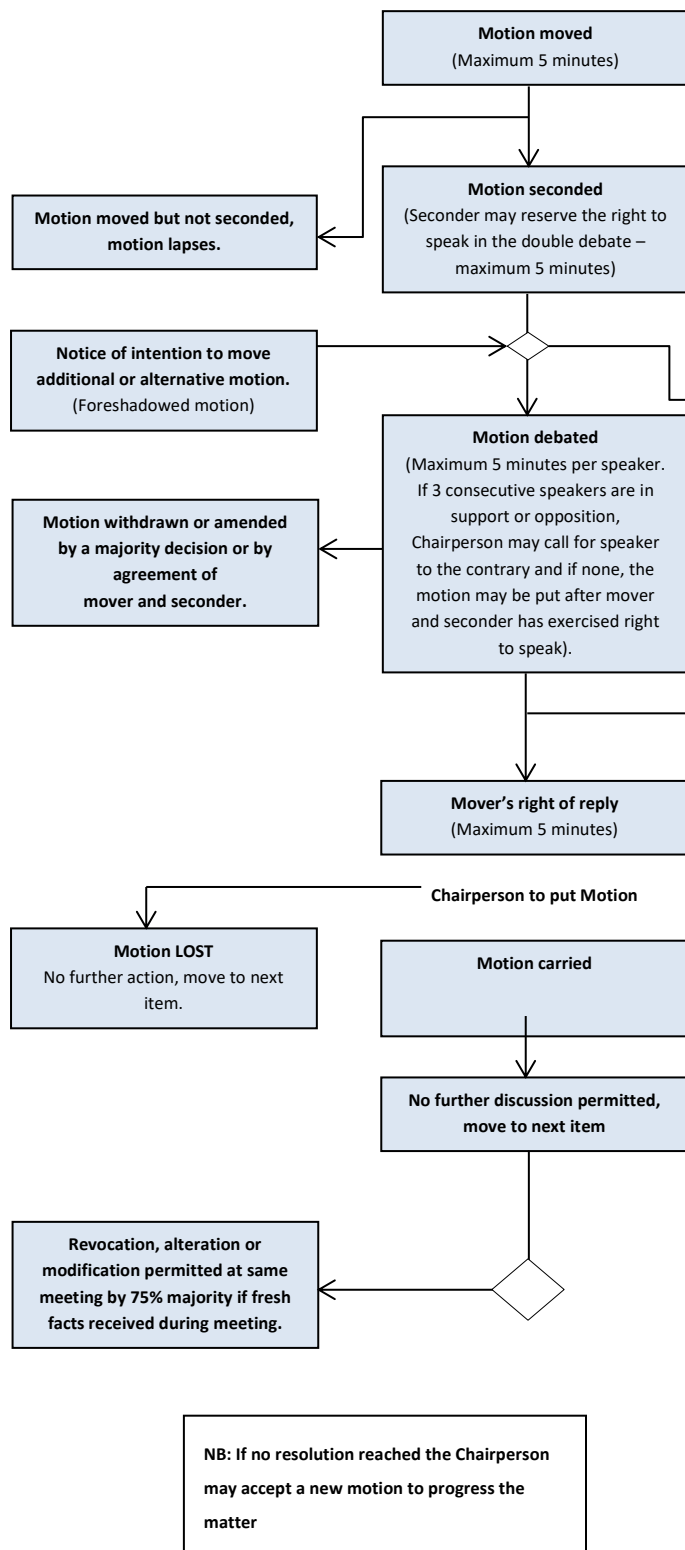 Motion moved
(Maximum 5 minutes)
Motion seconded
(Seconder may reserve the right to
speak in the double debate –
maximum 5 minutes)
Motion moved but not seconded,
motion lapses.
Notice of intention to move
additional or alternative motion.
(Foreshadowed motion)
Motion debated
(Maximum 5 minutes per speaker.
If 3 consecutive speakers are in
support or opposition,
Chairperson may call for speaker
to the contrary and if none, the
motion may be put after mover
and seconder has exercised right
to speak).
Motion withdrawn or amended
by a majority decision or by
agreement of
mover and seconder.
Mover’s right of reply
(Maximum 5 minutes)
Chairperson to put Motion
Motion LOST
No further action, move to next
item.
Motion carried
No further discussion permitted,
move to next item
Revocation, alteration or
modification permitted at same
meeting by 75% majority if fresh
facts received during meeting.
NB: If no resolution reached the Chairperson
may accept a new motion to progress the
matter